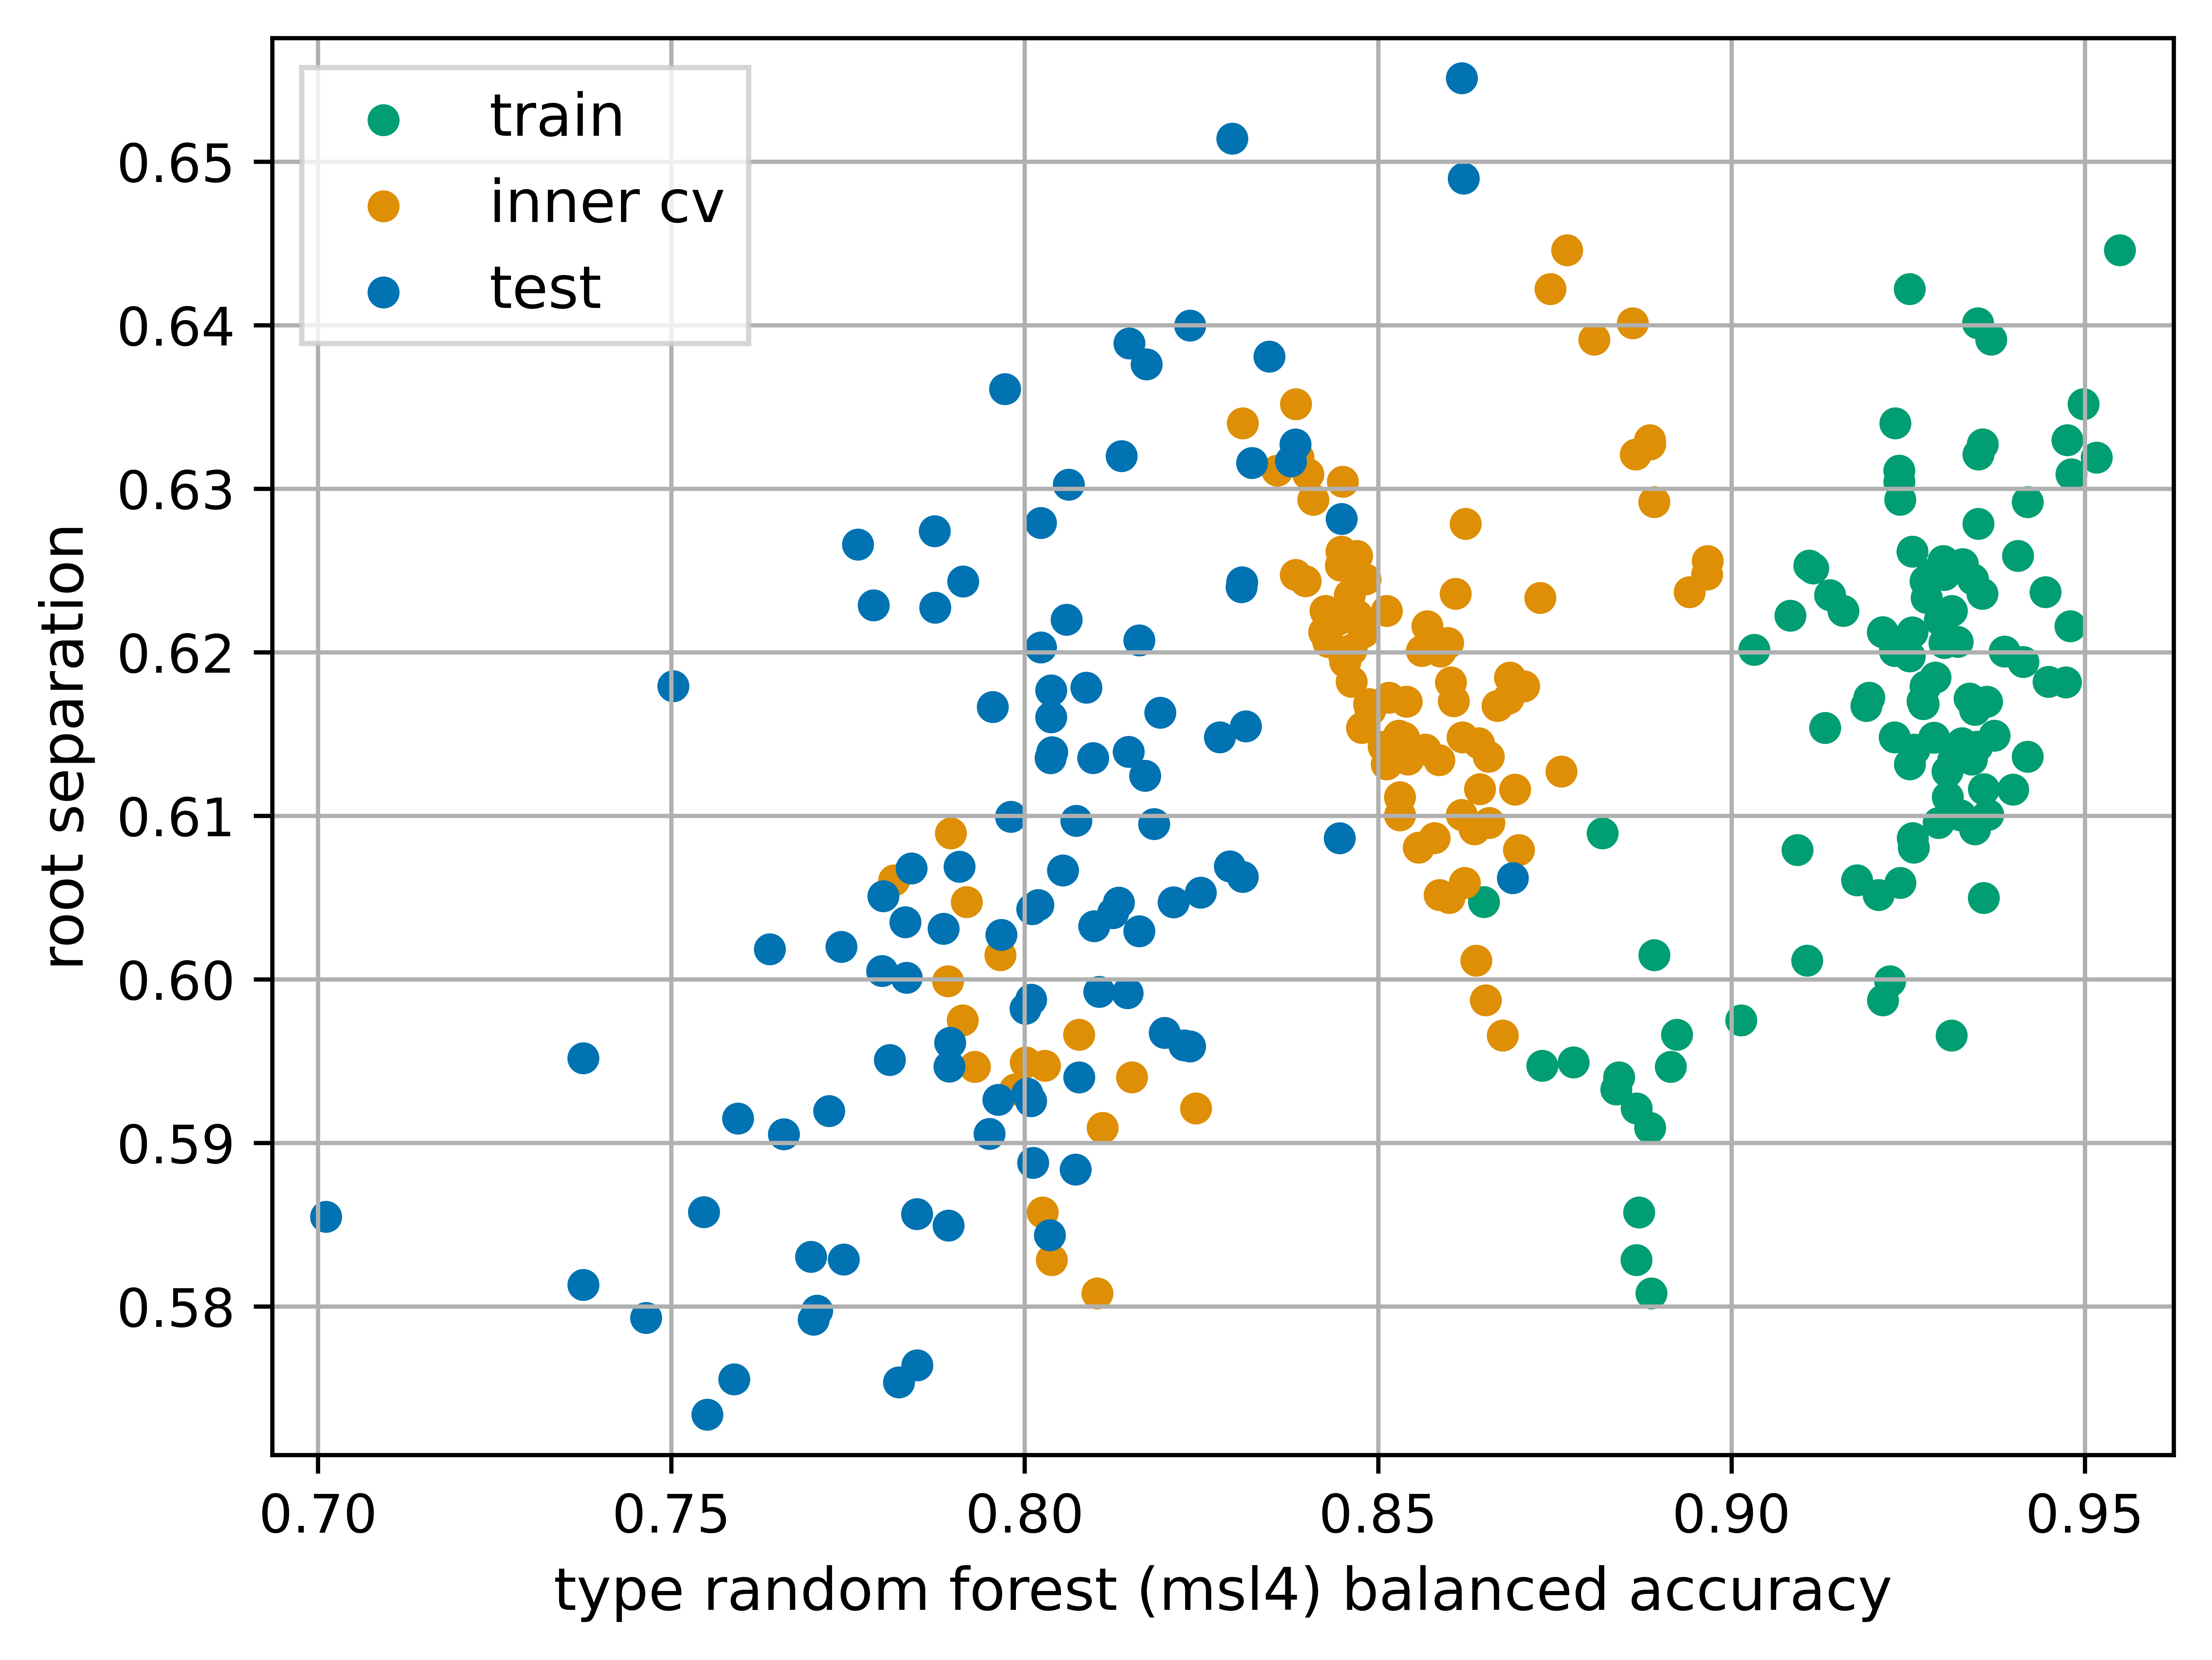 train
inner cv
test
0.65
0.64
0.63
0.62
0.61
0.60
0.59
0.58
root separation
0.70 0.75 0.80 0.85 0.90 0.95
type random forest (msl4) balanced accuracy